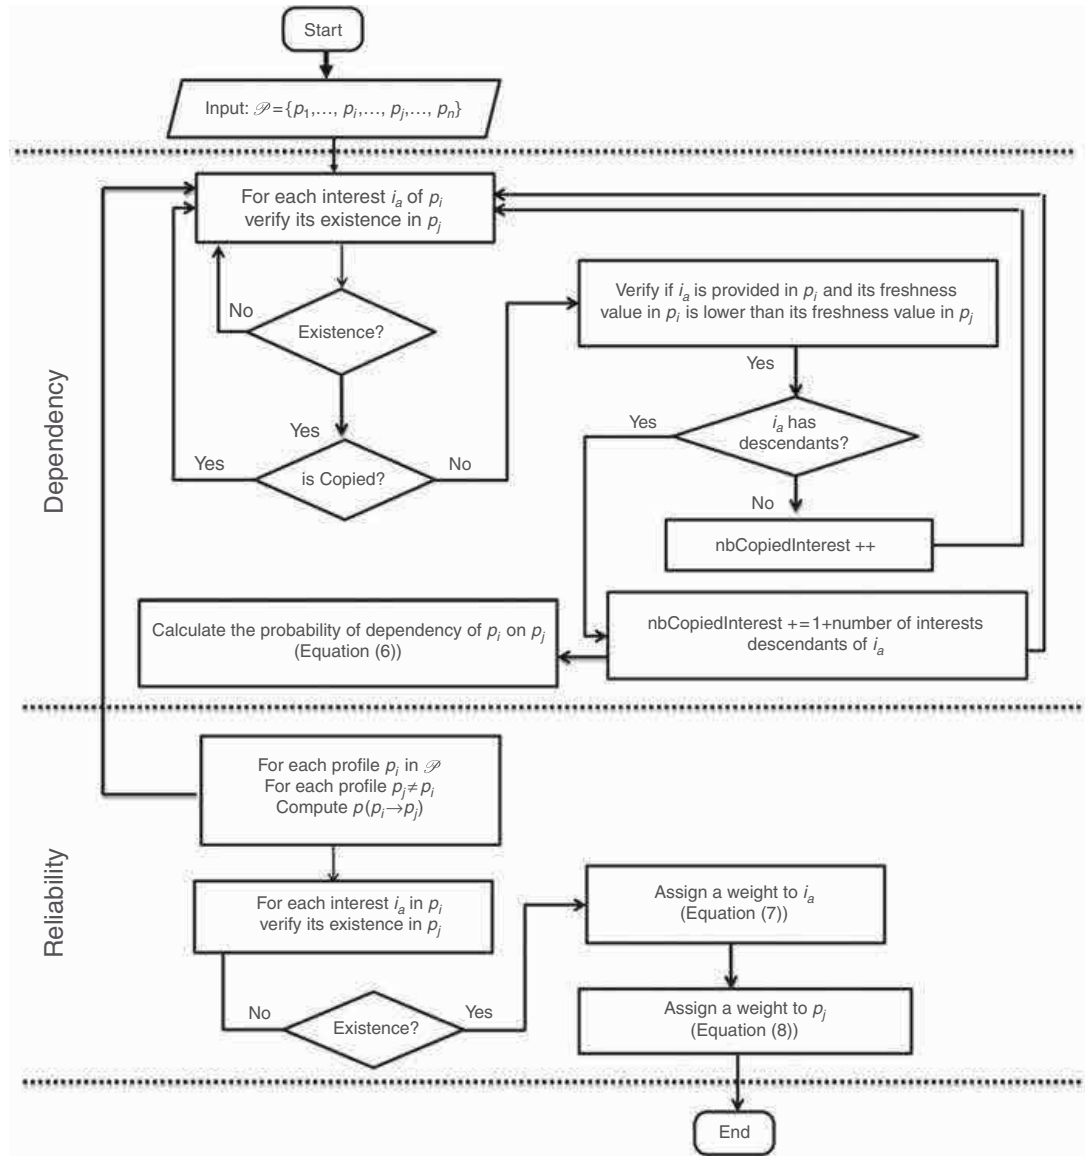 Start
Input: 𝒫={p₁,..., pᵢ,..., pⱼ,..., pₙ}
For each interest iₐ of pᵢ
verify its existence in pⱼ
No
Existence?
Yes
Yes
is Copied?
No
Verify if iₐ is provided in pᵢ and its freshness
value in pᵢ is lower than its freshness value in pⱼ
Yes
Yes
iₐ has
descendants?
No
nbCopiedInterest ++
nbCopiedInterest +=1+number of interests
descendants of iₐ
Calculate the probability of dependency of pᵢ on pⱼ
(Equation (6))
Dependency
For each profile pᵢ in 𝒫
For each profile pⱼ≠pᵢ
Compute p(pᵢ→pⱼ)
For each interest iₐ in pᵢ
verify its existence in pⱼ
No
Existence?
Yes
Assign a weight to iₐ
(Equation (7))
Assign a weight to pⱼ
(Equation (8))
Reliability
End